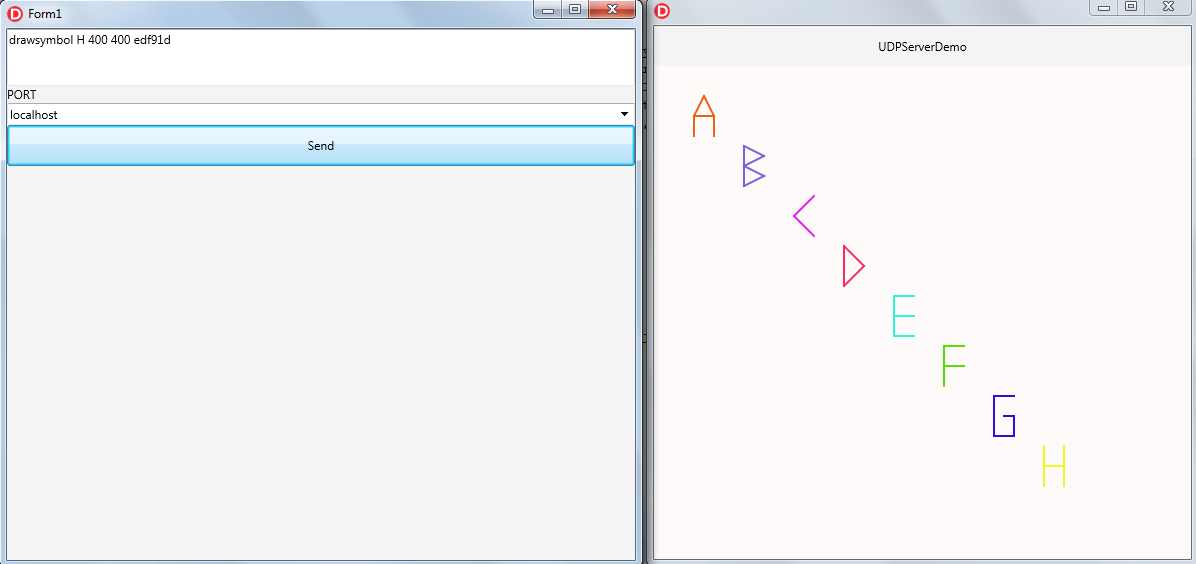 Form1
drawsymbol H 400 400 edf91d
PORT
localhost
Send
UDPServerDemo
A
B
C
D
E
F
G
H